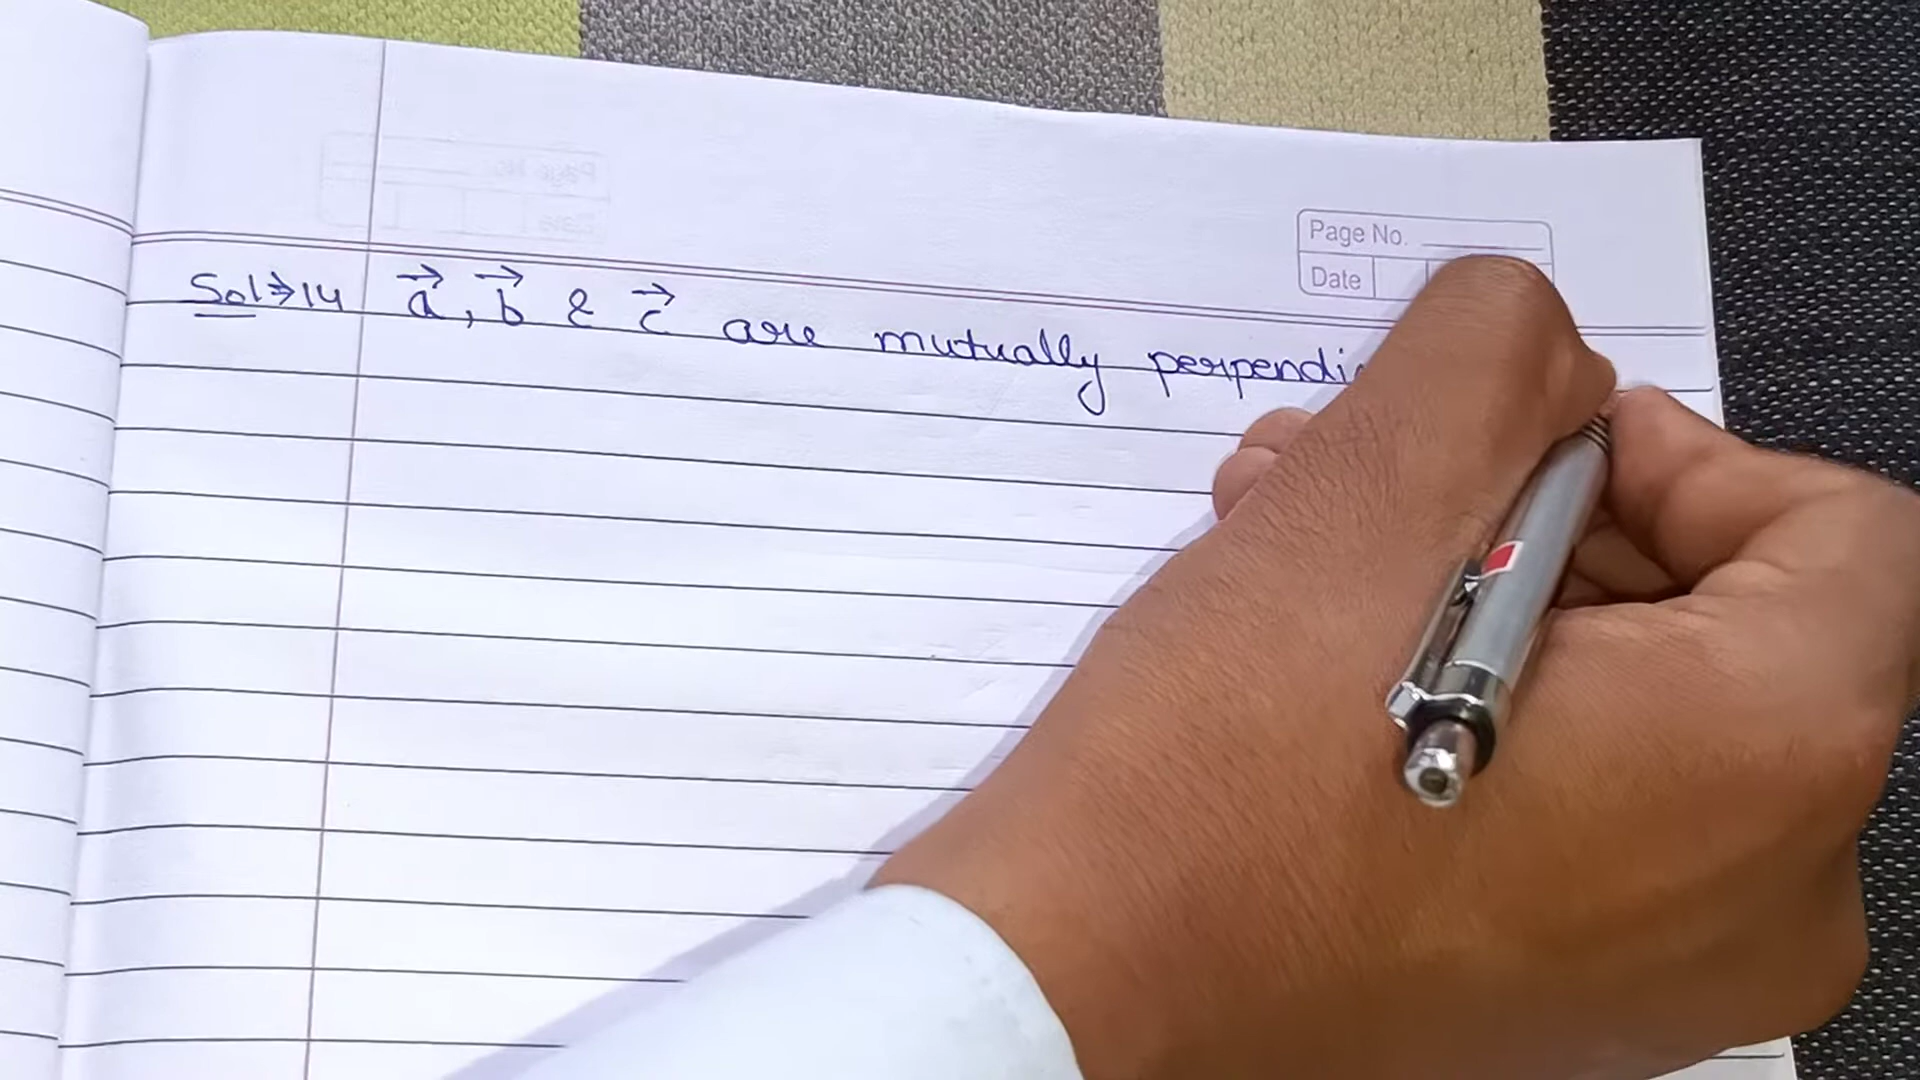 Page No.
Date
Sol⇒14 a⃗, b⃗ & c⃗ are mutually perpendi